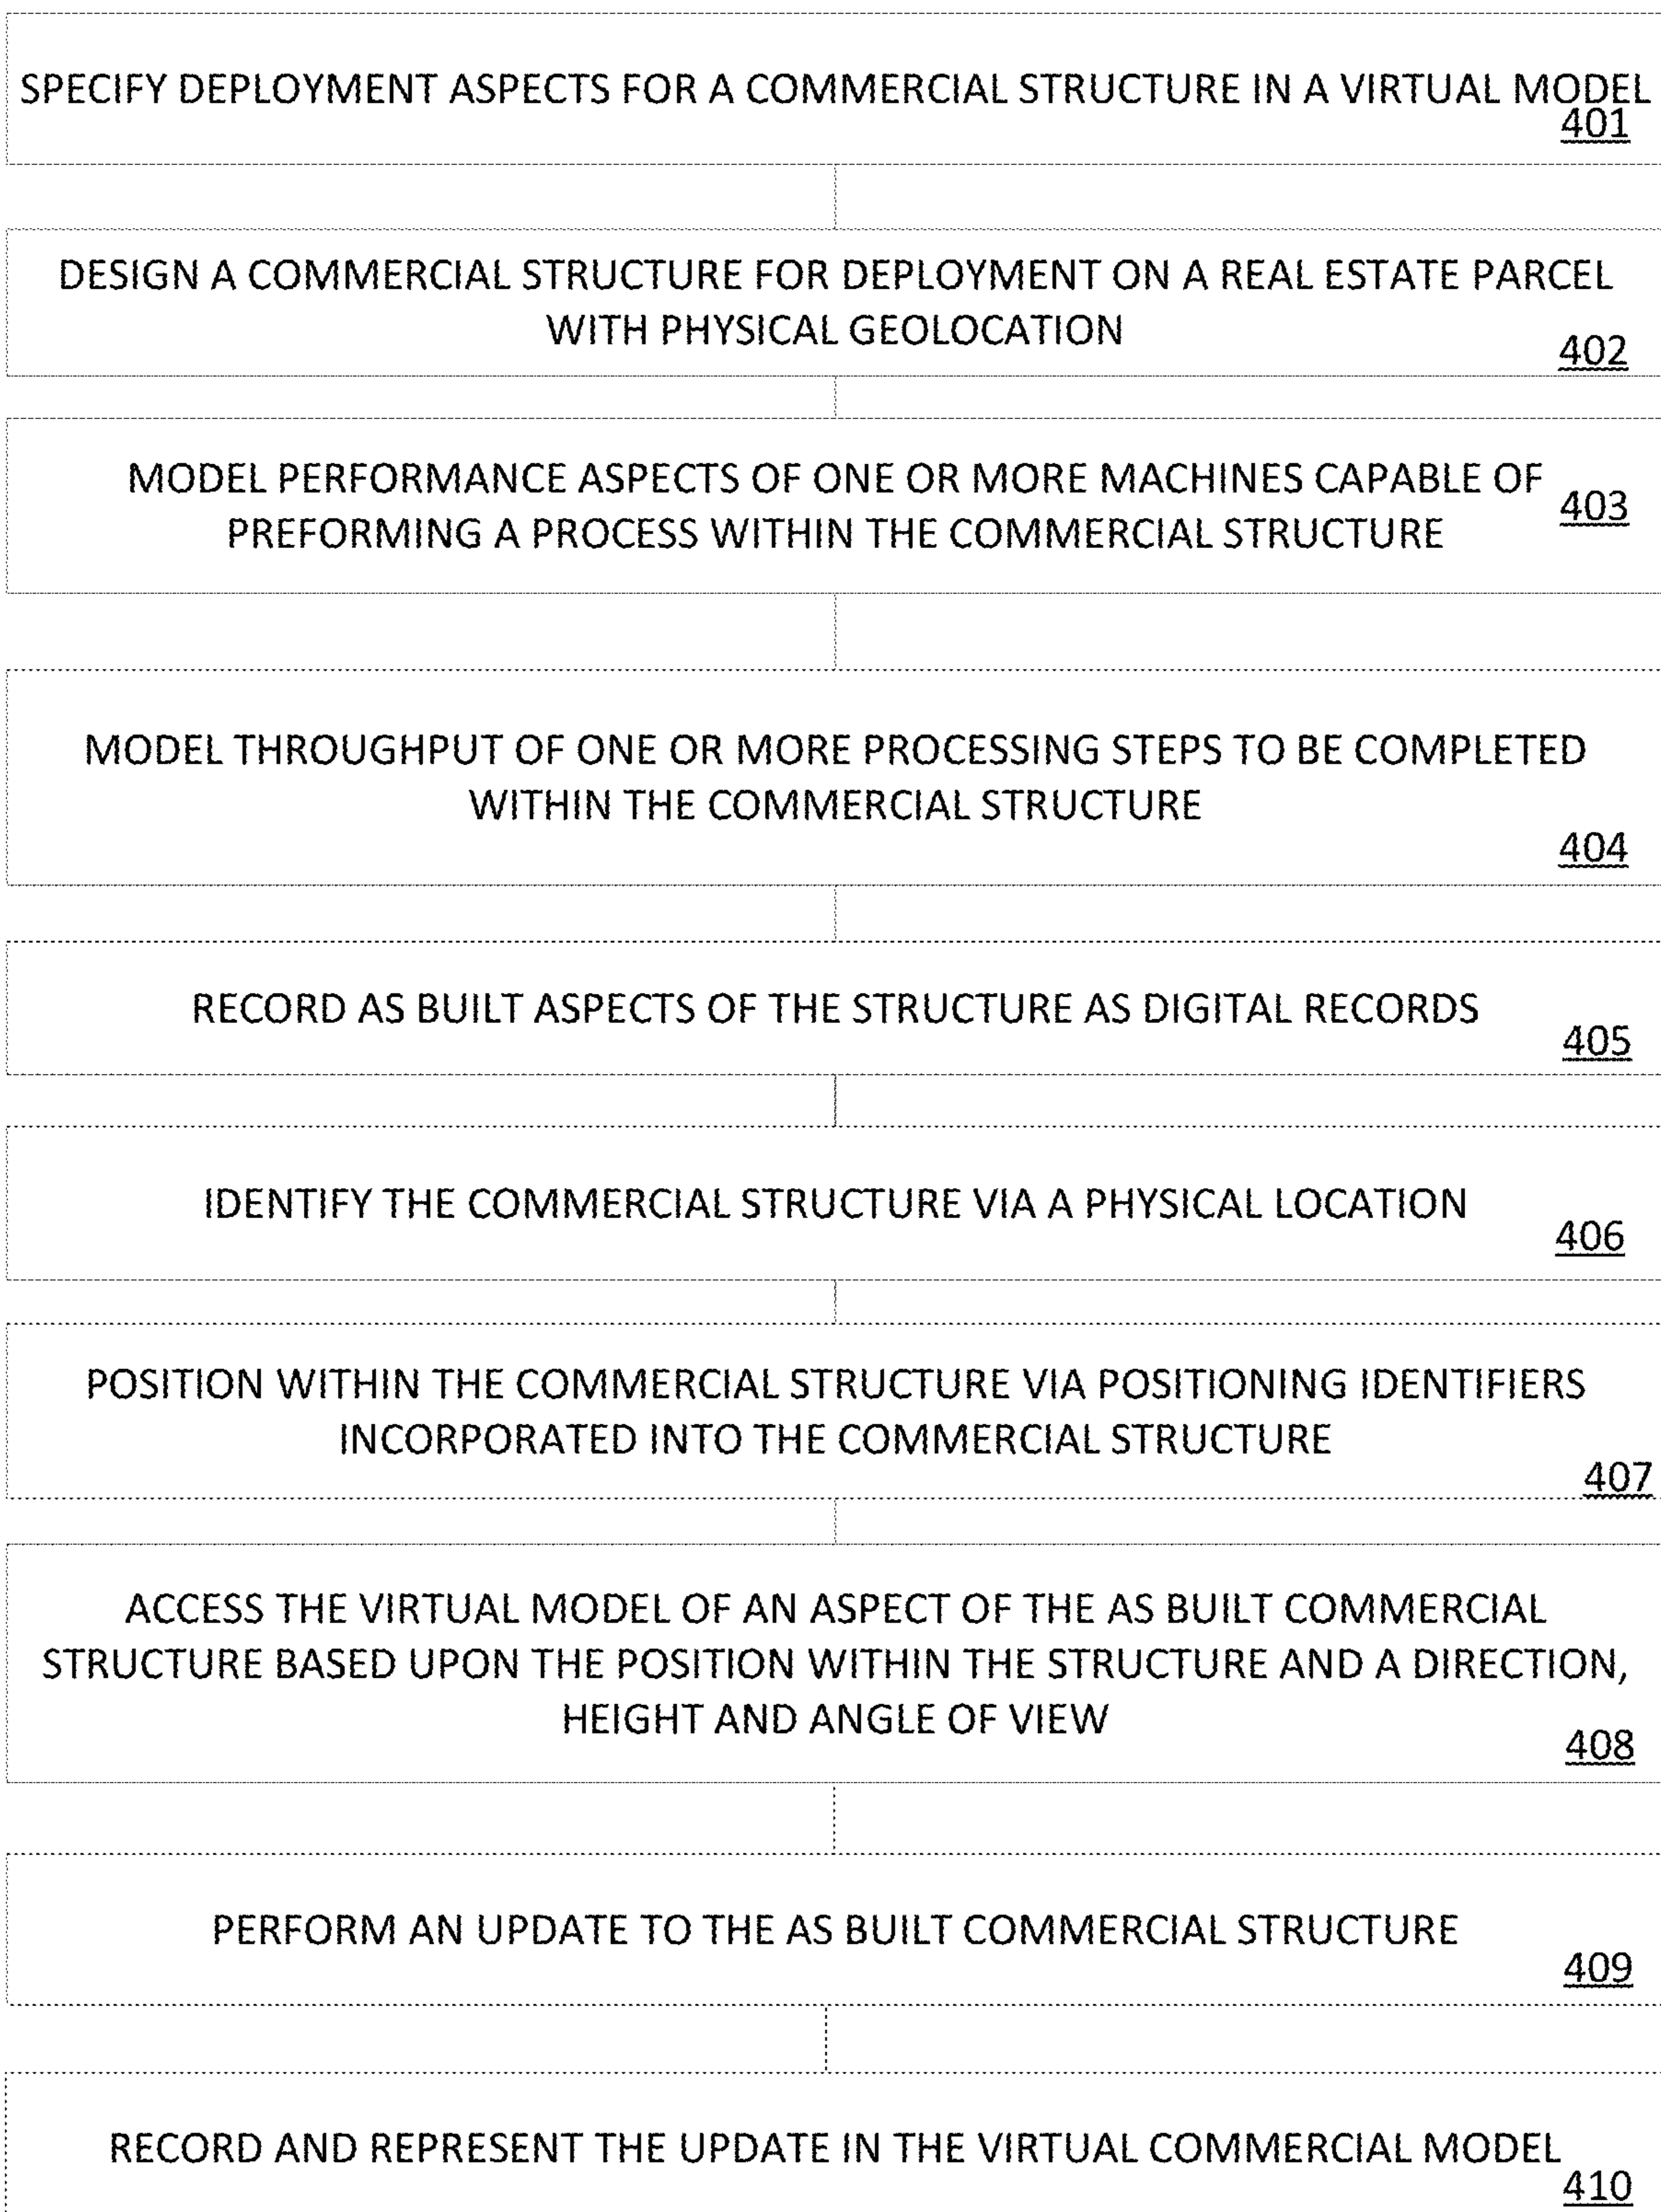 SPECIFY DEPLOYMENT ASPECTS FOR A COMMERCIAL STRUCTURE IN A VIRTUAL MODEL
401
DESIGN A COMMERCIAL STRUCTURE FOR DEPLOYMENT ON A REAL ESTATE PARCEL
WITH PHYSICAL GEOLOCATION
402
MODEL PERFORMANCE ASPECTS OF ONE OR MORE MACHINES CAPABLE OF
403
PREFORMING A PROCESS WITHIN THE COMMERCIAL STRUCTURE
MODEL THROUGHPUT OF ONE OR MORE PROCESSING STEPS TO BE COMPLETED
WITHIN THE COMMERCIAL STRUCTURE
404
RECORD AS BUILT ASPECTS OF THE STRUCTURE AS DIGITAL RECORDS
405
IDENTIFY THE COMMERCIAL STRUCTURE VIA A PHYSICAL LOCATION
406
POSITION WITHIN THE COMMERCIAL STRUCTURE VIA POSITIONING IDENTIFIERS
INCORPORATED INTO THE COMMERCIAL STRUCTURE
407
ACCESS THE VIRTUAL MODEL OF AN ASPECT OF THE AS BUILT COMMERCIAL
STRUCTURE BASED UPON THE POSITION WITHIN THE STRUCTURE AND A DIRECTION,
HEIGHT AND ANGLE OF VIEW
408
PERFORM AN UPDATE TO THE AS BUILT COMMERCIAL STRUCTURE
409
RECORD AND REPRESENT THE UPDATE IN THE VIRTUAL COMMERCIAL MODEL
410